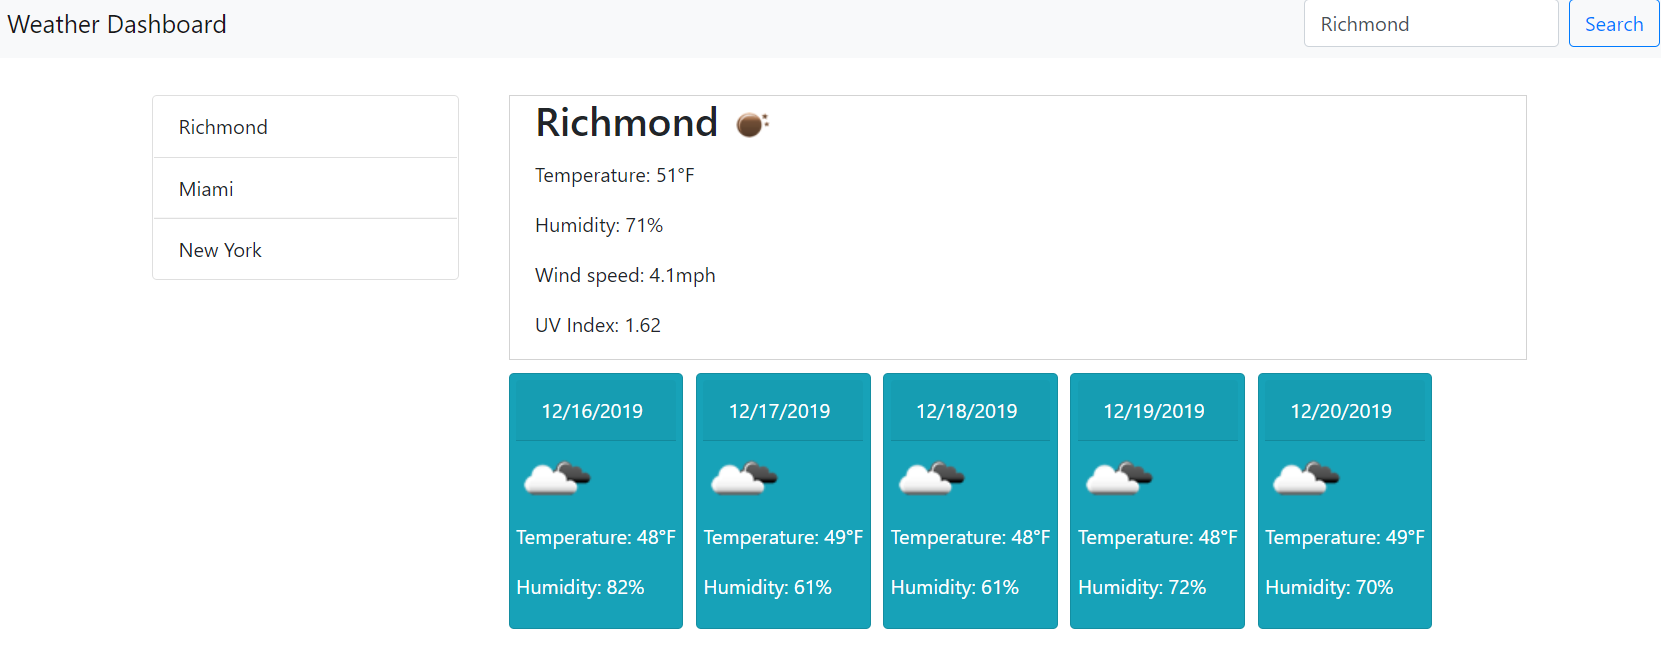 Weather Dashboard
Richmond
Search
Richmond
Miami
New York
Richmond
Temperature: 51°F
Humidity: 71%
Wind speed: 4.1mph
UV Index: 1.62
12/16/2019
Temperature: 48°F
Humidity: 82%
12/17/2019
Temperature: 49°F
Humidity: 61%
12/18/2019
Temperature: 48°F
Humidity: 61%
12/19/2019
Temperature: 48°F
Humidity: 72%
12/20/2019
Temperature: 49°F
Humidity: 70%